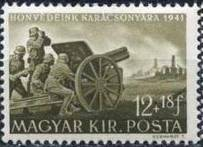 HONVÉDEINK KARÁCSONYÁRA 1941
12+18f
MAGYAR KIR. POSTA